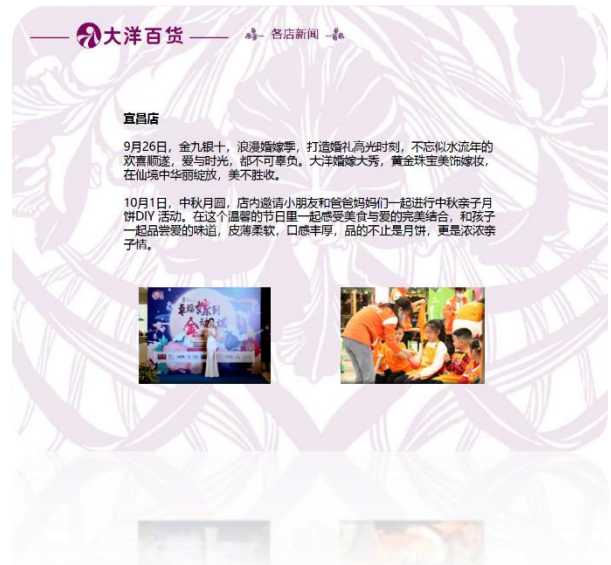 大洋百货
各店新闻
宜昌店
9月26日，金九银十，浪漫婚嫁季，打造婚礼高光时刻，不忘似水流年的
欢喜顺遂，爱与时光，都不可辜负。大洋婚嫁大秀，黄金珠宝美饰嫁妆，
在仙境中华丽绽放，美不胜收。
10月1日，中秋月圆，店内邀请小朋友和爸爸妈妈们一起进行中秋亲子月
饼DIY 活动。在这个温馨的节日里一起感受美食与爱的完美结合，和孩子
一起品尝爱的味道，皮薄柔软，口感丰厚，品的不止是月饼，更是浓浓亲
子情。
幸福嫁到